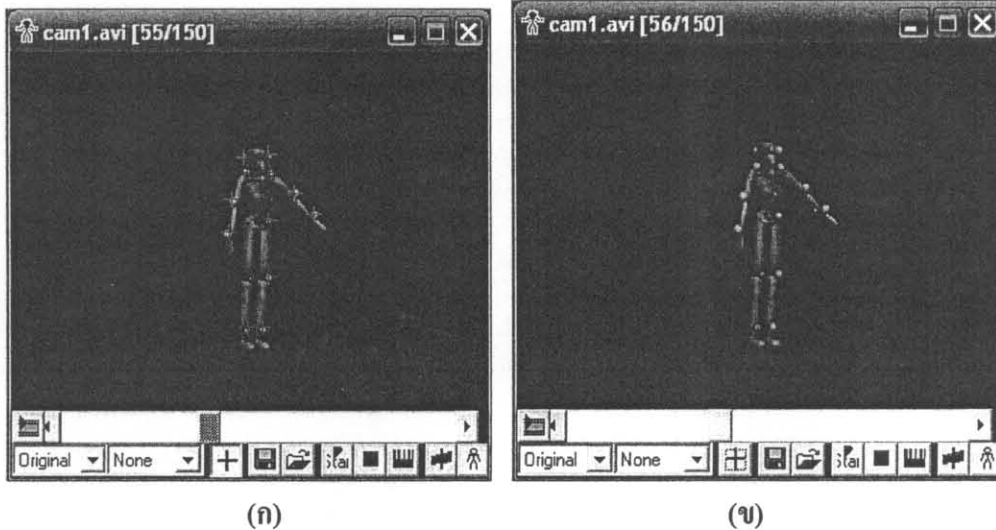 cam1.avi [55/150]
Original None
(ก)
cam1.avi [56/150]
Original None
(ข)